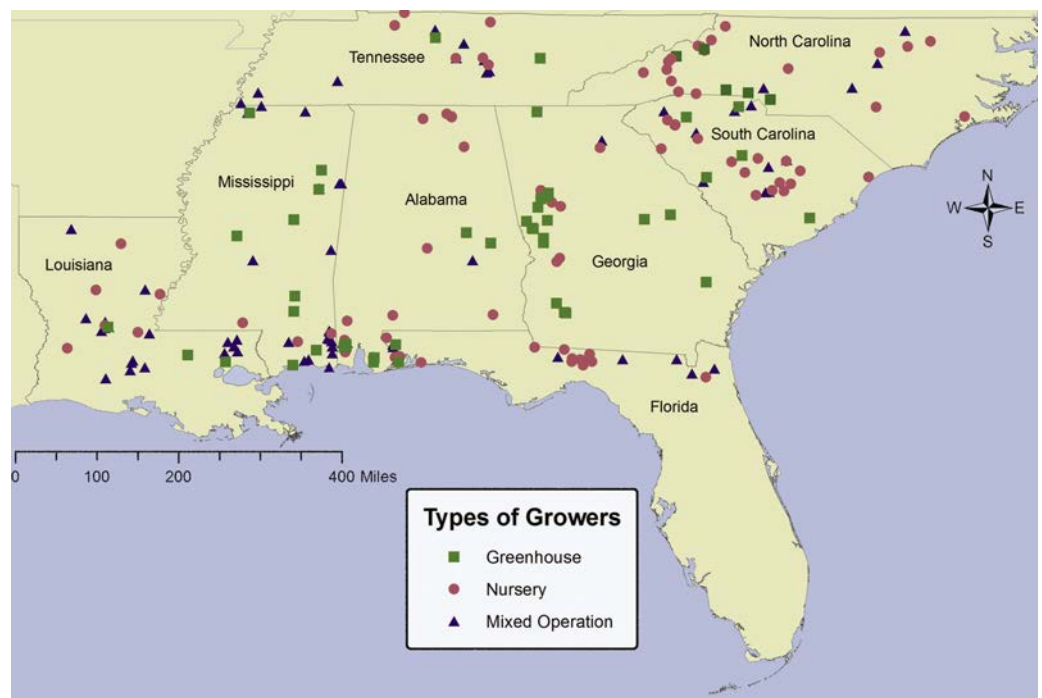 North Carolina
Tennessee
South Carolina
Mississippi
Alabama
N
W E
S
Louisiana
Georgia
Florida
0 100 200 400 Miles
Types of Growers
Greenhouse
Nursery
Mixed Operation